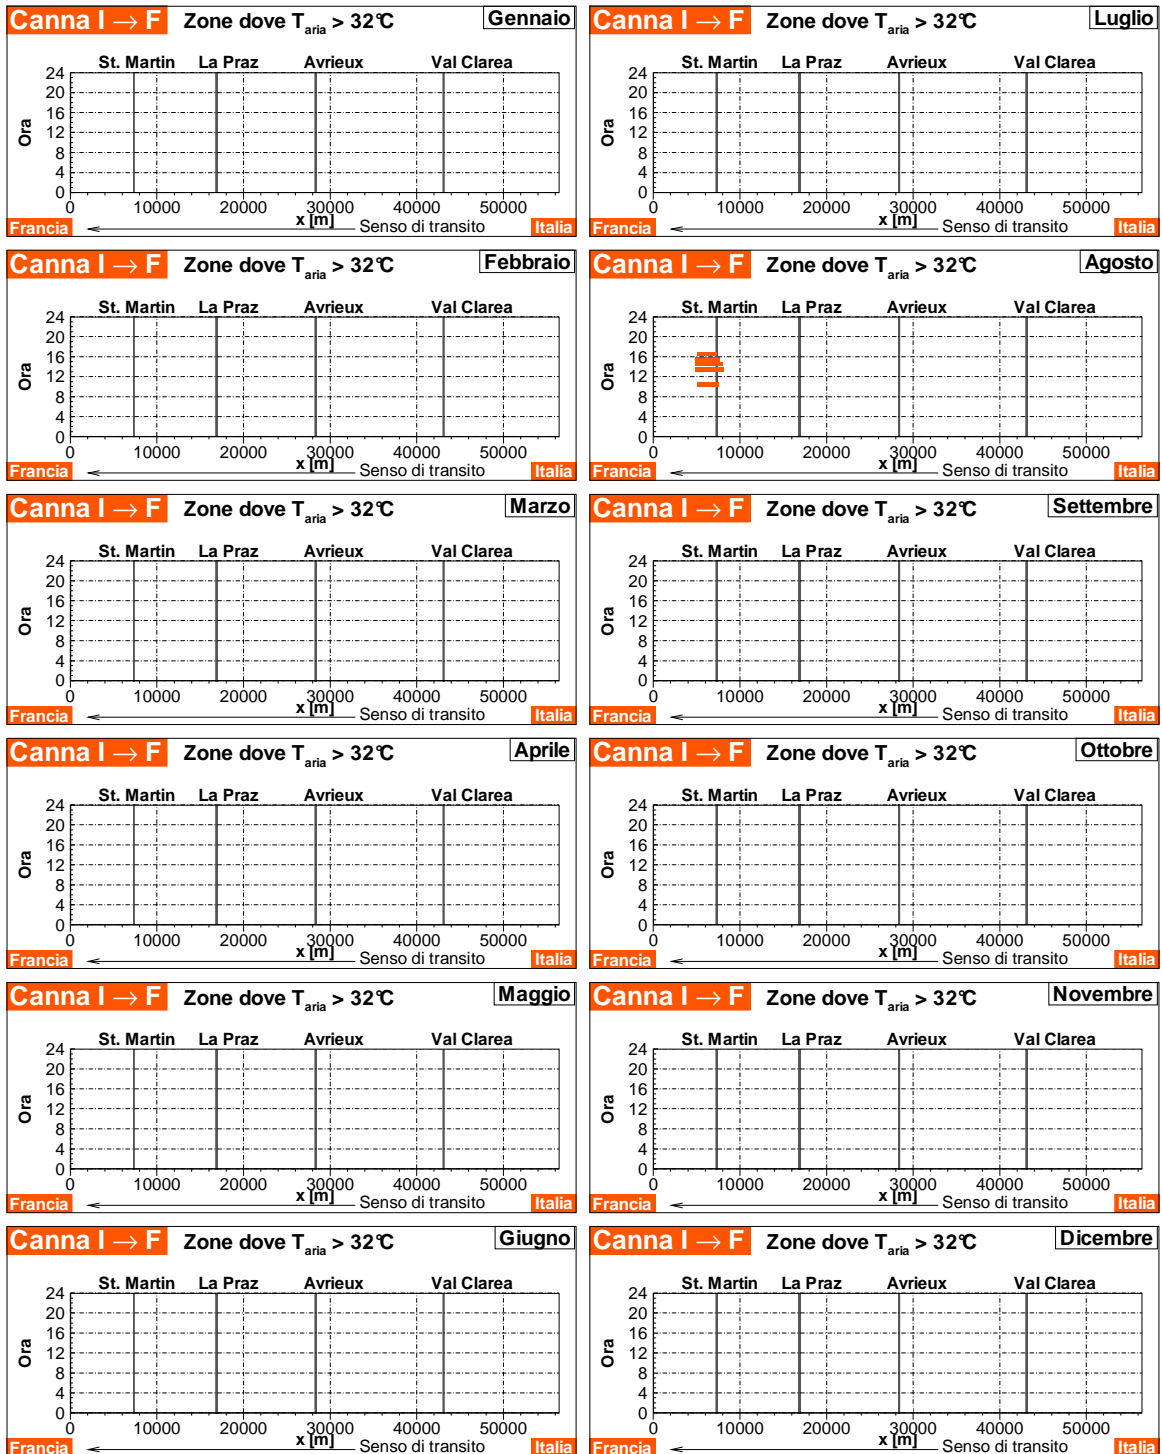 Canna I → F Zone dove Taria > 32°C Gennaio
St. Martin La Praz Avrieux Val Clarea
24
20
16
12
8
4
0
Ora
0 10000 20000 30000 40000 50000
x [m]
Francia Senso di transito Italia
Canna I → F Zone dove Taria > 32°C Luglio
St. Martin La Praz Avrieux Val Clarea
24
20
16
12
8
4
0
Ora
0 10000 20000 30000 40000 50000
x [m]
Francia Senso di transito Italia
Canna I → F Zone dove Taria > 32°C Febbraio
St. Martin La Praz Avrieux Val Clarea
24
20
16
12
8
4
0
Ora
0 10000 20000 30000 40000 50000
x [m]
Francia Senso di transito Italia
Canna I → F Zone dove Taria > 32°C Agosto
St. Martin La Praz Avrieux Val Clarea
24
20
16
12
8
4
0
Ora
0 10000 20000 30000 40000 50000
x [m]
Francia Senso di transito Italia
Canna I → F Zone dove Taria > 32°C Marzo
St. Martin La Praz Avrieux Val Clarea
24
20
16
12
8
4
0
Ora
0 10000 20000 30000 40000 50000
x [m]
Francia Senso di transito Italia
Canna I → F Zone dove Taria > 32°C Settembre
St. Martin La Praz Avrieux Val Clarea
24
20
16
12
8
4
0
Ora
0 10000 20000 30000 40000 50000
x [m]
Francia Senso di transito Italia
Canna I → F Zone dove Taria > 32°C Aprile
St. Martin La Praz Avrieux Val Clarea
24
20
16
12
8
4
0
Ora
0 10000 20000 30000 40000 50000
x [m]
Francia Senso di transito Italia
Canna I → F Zone dove Taria > 32°C Ottobre
St. Martin La Praz Avrieux Val Clarea
24
20
16
12
8
4
0
Ora
0 10000 20000 30000 40000 50000
x [m]
Francia Senso di transito Italia
Canna I → F Zone dove Taria > 32°C Maggio
St. Martin La Praz Avrieux Val Clarea
24
20
16
12
8
4
0
Ora
0 10000 20000 30000 40000 50000
x [m]
Francia Senso di transito Italia
Canna I → F Zone dove Taria > 32°C Novembre
St. Martin La Praz Avrieux Val Clarea
24
20
16
12
8
4
0
Ora
0 10000 20000 30000 40000 50000
x [m]
Francia Senso di transito Italia
Canna I → F Zone dove Taria > 32°C Giugno
St. Martin La Praz Avrieux Val Clarea
24
20
16
12
8
4
0
Ora
0 10000 20000 30000 40000 50000
x [m]
Francia Senso di transito Italia
Canna I → F Zone dove Taria > 32°C Dicembre
St. Martin La Praz Avrieux Val Clarea
24
20
16
12
8
4
0
Ora
0 10000 20000 30000 40000 50000
x [m]
Francia Senso di transito Italia